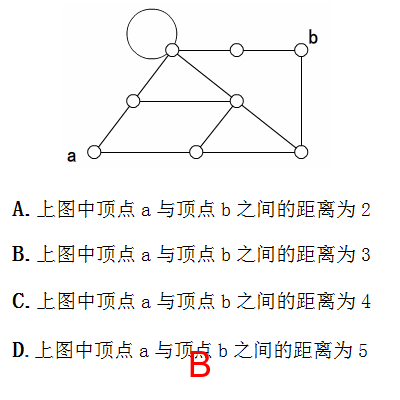 b
a
A. 上图中顶点 a 与顶点 b 之间的距离为 2
B. 上图中顶点 a 与顶点 b 之间的距离为 3
C. 上图中顶点 a 与顶点 b 之间的距离为 4
D. 上图中顶点 a 与顶点 b 之间的距离为 5
B